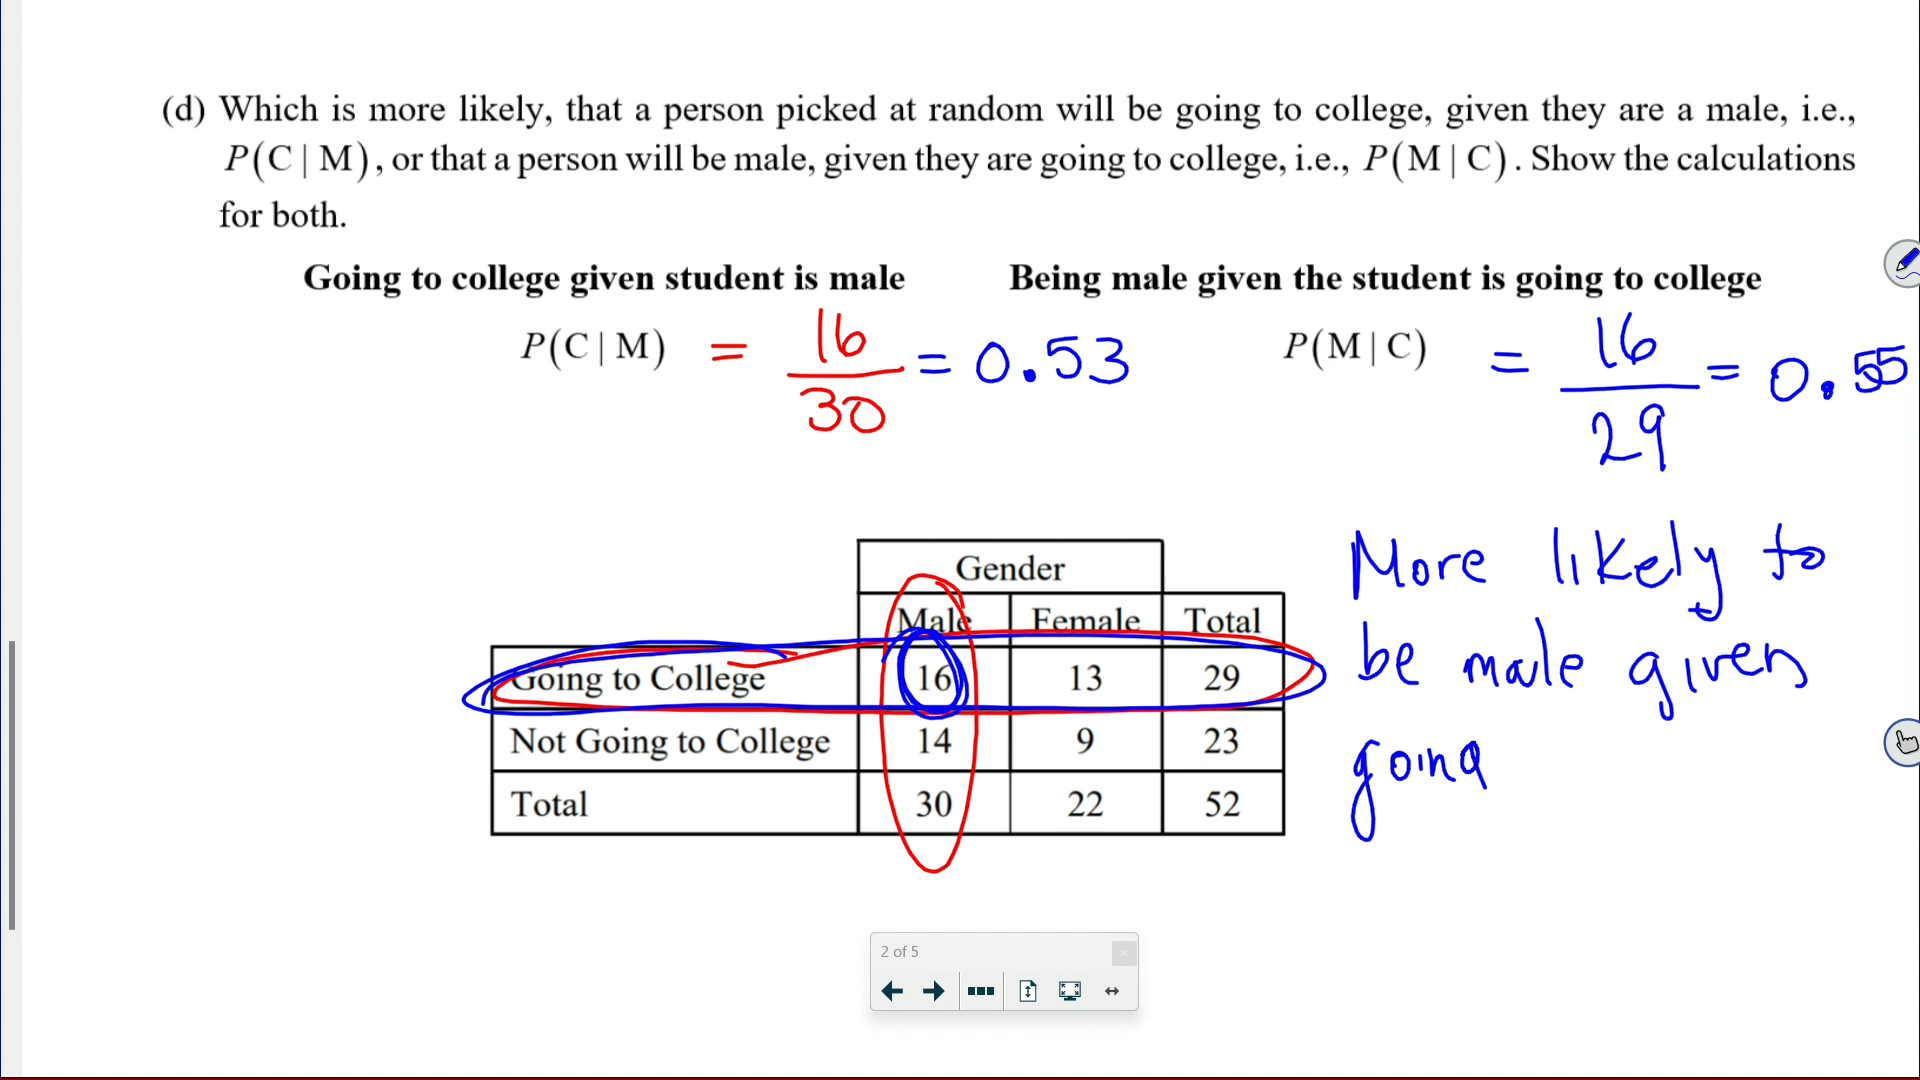 (d) Which is more likely, that a person picked at random will be going to college, given they are a male, i.e.,
P(C | M), or that a person will be male, given they are going to college, i.e., P(M | C). Show the calculations
for both.
Going to college given student is male
Being male given the student is going to college
P(C | M) = 16/30 = 0.53
P(M | C) = 16/29 = 0.55
Gender
Male Female Total
Going to College 16 13 29
Not Going to College 14 9 23
Total 30 22 52
More likely to
be male given
going
2 of 5